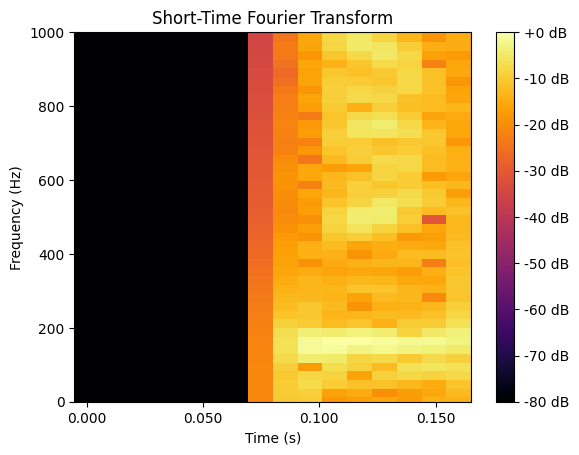 Short-Time Fourier Transform
1000
800
600
400
200
0
Frequency (Hz)
0.000
0.050
0.100
0.150
Time (s)
+0 dB
-10 dB
-20 dB
-30 dB
-40 dB
-50 dB
-60 dB
-70 dB
-80 dB